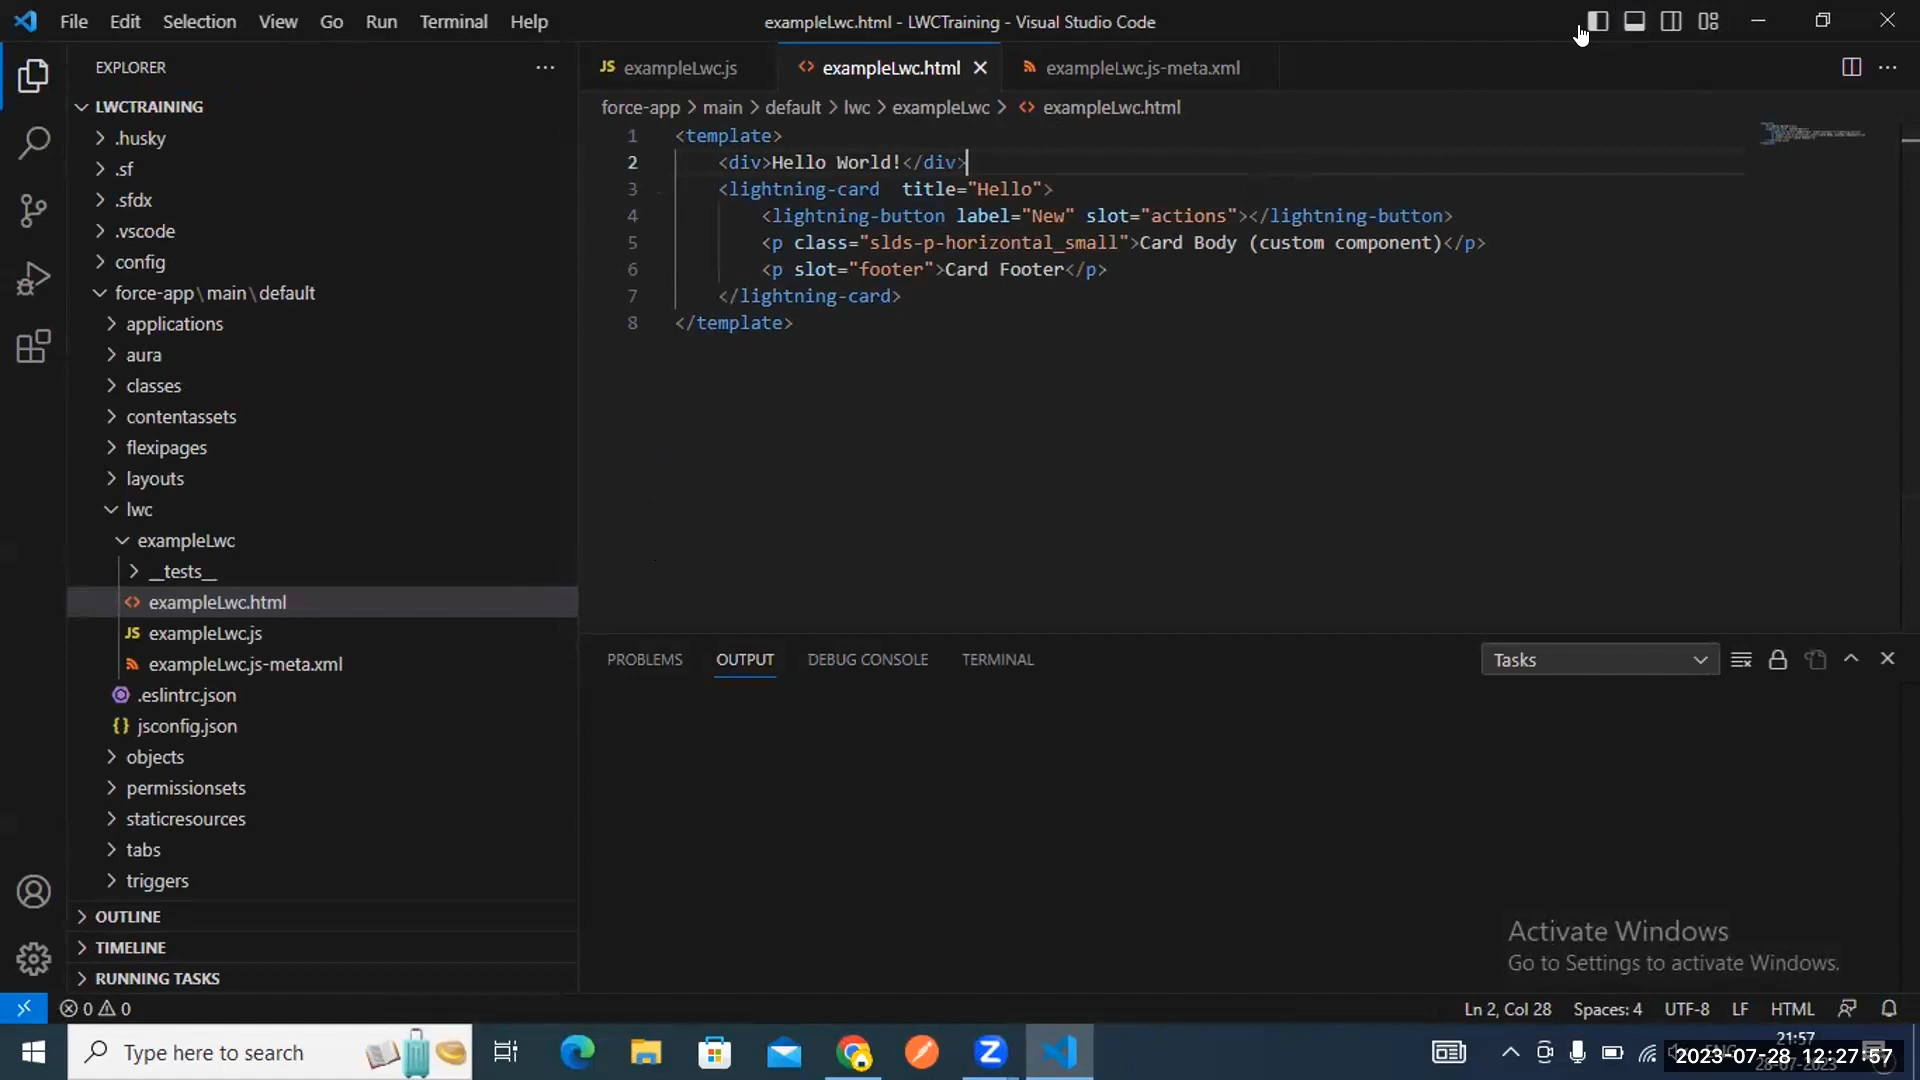 File Edit Selection View Go Run Terminal Help
exampleLwc.html - LWCTraining - Visual Studio Code
EXPLORER
LWCTRAINING
.husky
.sf
.sfdx
.vscode
config
force-app\main\default
applications
aura
classes
contentassets
flexipages
layouts
lwc
exampleLwc
__tests__
exampleLwc.html
exampleLwc.js
exampleLwc.js-meta.xml
.eslintrc.json
jsconfig.json
objects
permissionsets
staticresources
tabs
triggers
OUTLINE
TIMELINE
RUNNING TASKS
JS exampleLwc.js
exampleLwc.html
exampleLwc.js-meta.xml
force-app > main > default > lwc > exampleLwc > exampleLwc.html
1 <template>
2 <div>Hello World!</div>
3 <lightning-card  title="Hello">
4 <lightning-button label="New" slot="actions"></lightning-button>
5 <p class="slds-p-horizontal_small">Card Body (custom component)</p>
6 <p slot="footer">Card Footer</p>
7 </lightning-card>
8 </template>
PROBLEMS OUTPUT DEBUG CONSOLE TERMINAL
Tasks
Activate Windows
Go to Settings to activate Windows.
0 0
Ln 2, Col 28 Spaces: 4 UTF-8 LF HTML
Type here to search
21:57
2023-07-28 12:27:57